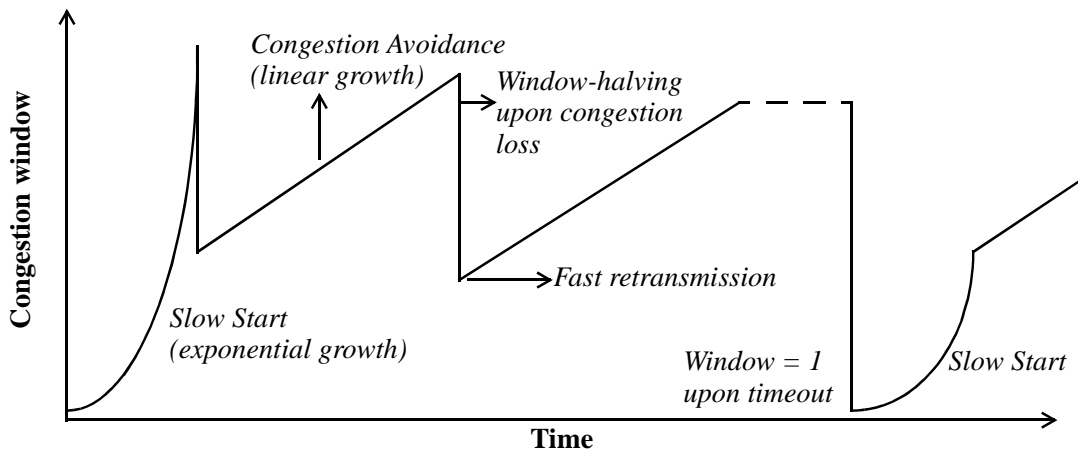 Congestion Avoidance
(linear growth)
Window-halving
upon congestion
loss
Congestion window
Fast retransmission
Slow Start
(exponential growth)
Window = 1
upon timeout
Slow Start
Time